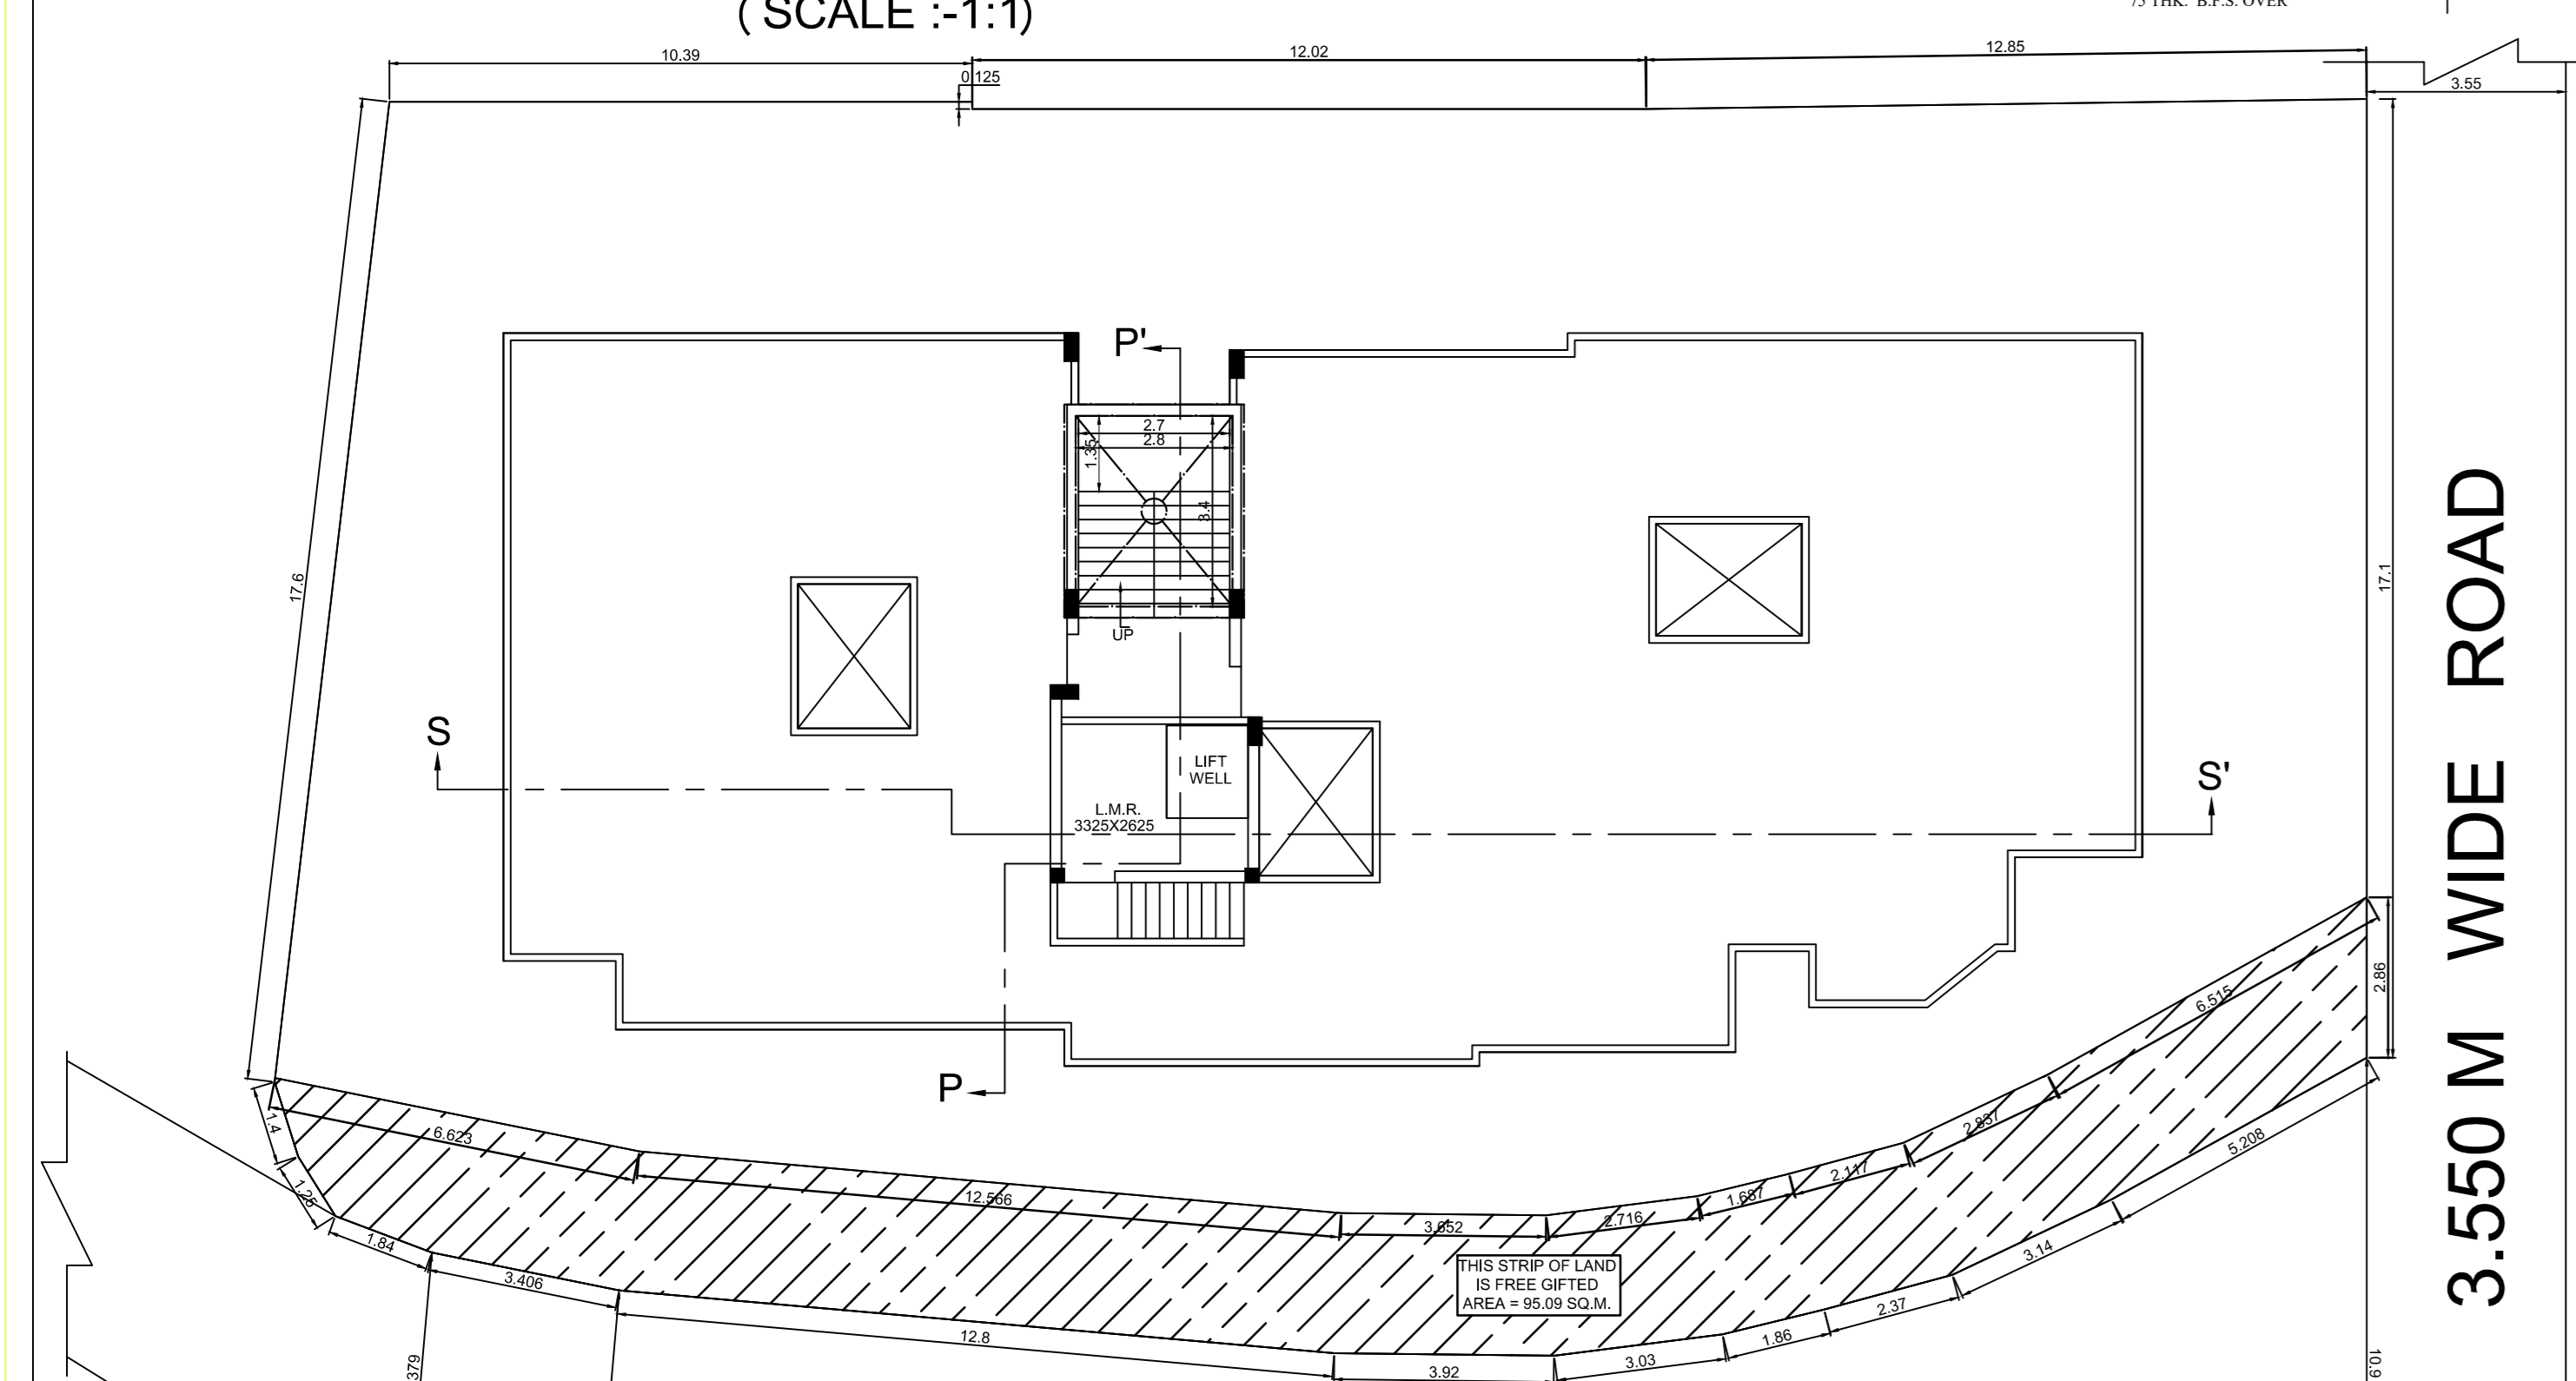 ( SCALE :-1:1)
75 THK. B.F.S. OVER
10.39
12.02
12.85
0.125
3.55
P'
2.7
2.8
1.35
3.4
17.6
17.1
UP
S
LIFT
WELL
S'
L.M.R.
3325X2625
3.550 M WIDE ROAD
2.86
6.515
P
1.4
6.623
2.837
5.208
1.25
12.566
2.117
1.687
2.716
3.652
1.84
3.406
THIS STRIP OF LAND
IS FREE GIFTED
AREA = 95.09 SQ.M.
3.14
2.37
12.8
1.86
3.03
3.92
379
10.9